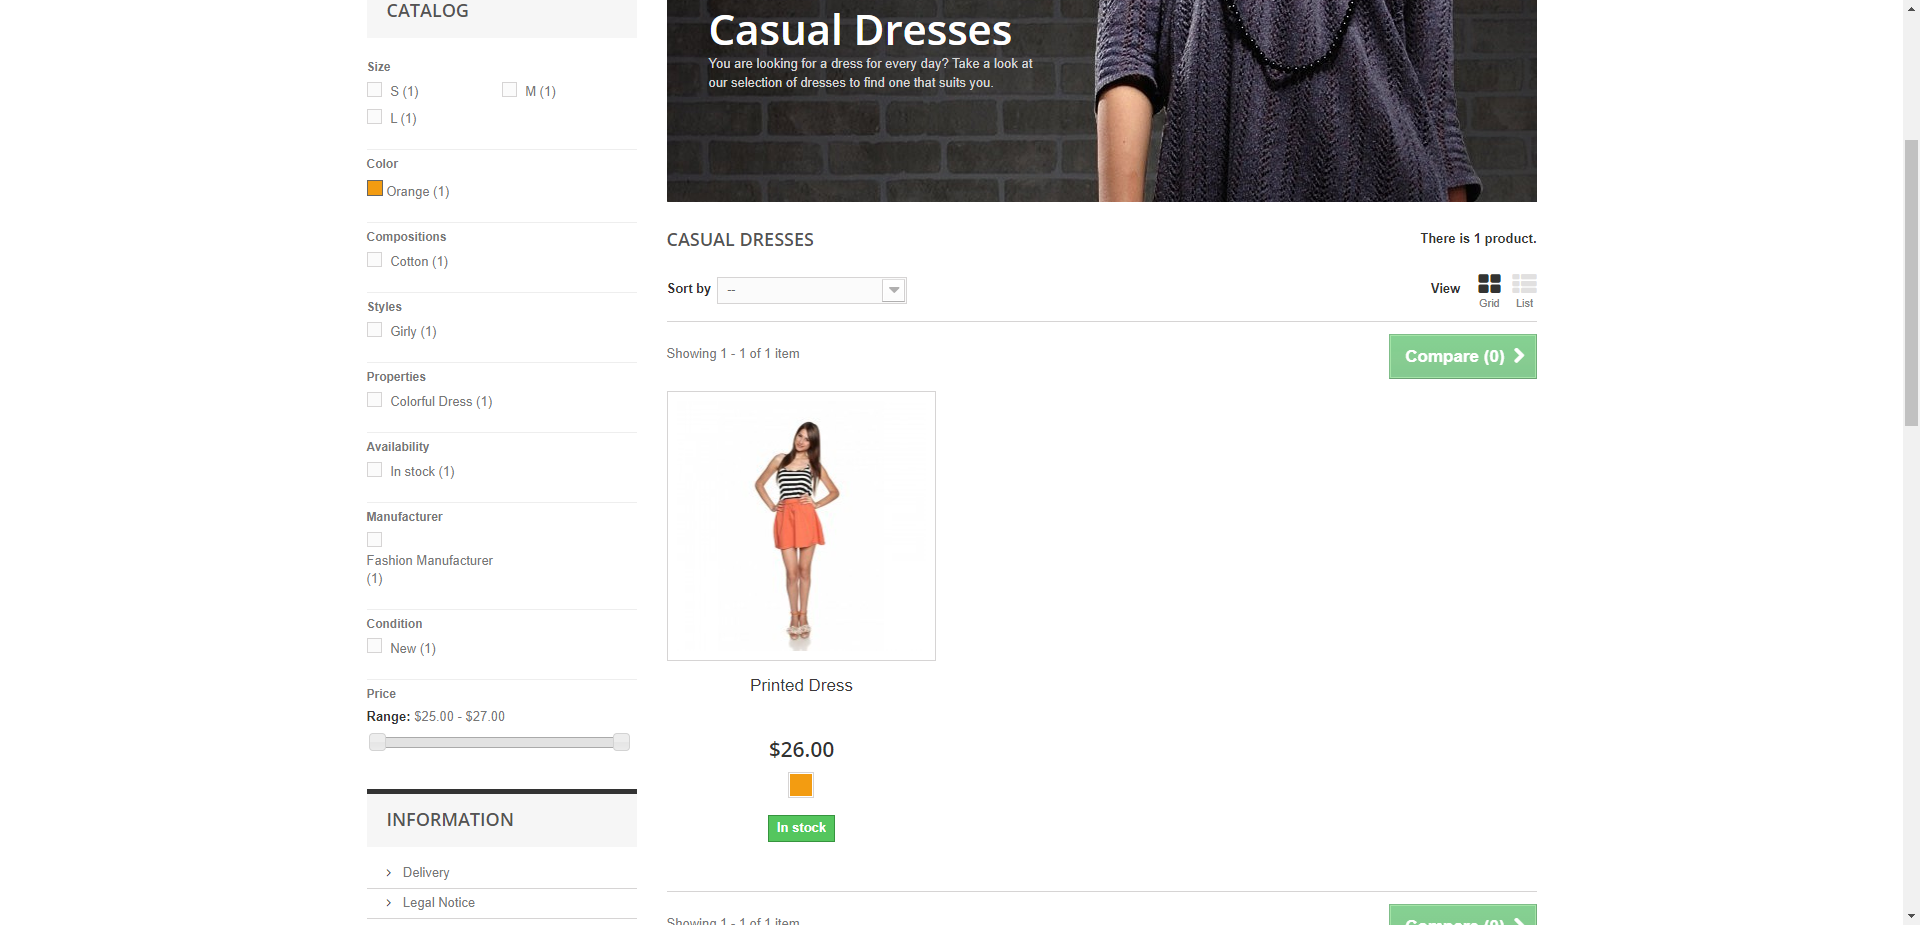 CATALOG
Size
S (1)
M (1)
L (1)
Color
Orange (1)
Compositions
Cotton (1)
Styles
Girly (1)
Properties
Colorful Dress (1)
Availability
In stock (1)
Manufacturer
Fashion Manufacturer
(1)
Condition
New (1)
Price
Range: $25.00 - $27.00
INFORMATION
Delivery
Legal Notice
Casual Dresses
You are looking for a dress for every day? Take a look at
our selection of dresses to find one that suits you.
CASUAL DRESSES
There is 1 product.
Sort by
--
View
Grid
List
Showing 1 - 1 of 1 item
Compare (0)
Printed Dress
$26.00
In stock
Showing 1 - 1 of 1 item
Compare (0)